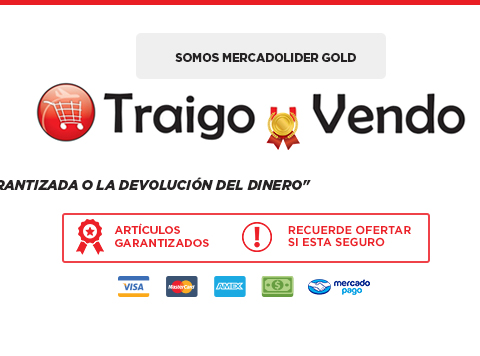 SOMOS MERCADOLIDER GOLD
Traigo y Vendo
RANTIZADA O LA DEVOLUCIÓN DEL DINERO"
ARTÍCULOS
GARANTIZADOS
RECUERDE OFERTAR
SI ESTA SEGURO
VISA
MasterCard
AMEX
$
mercado
pago